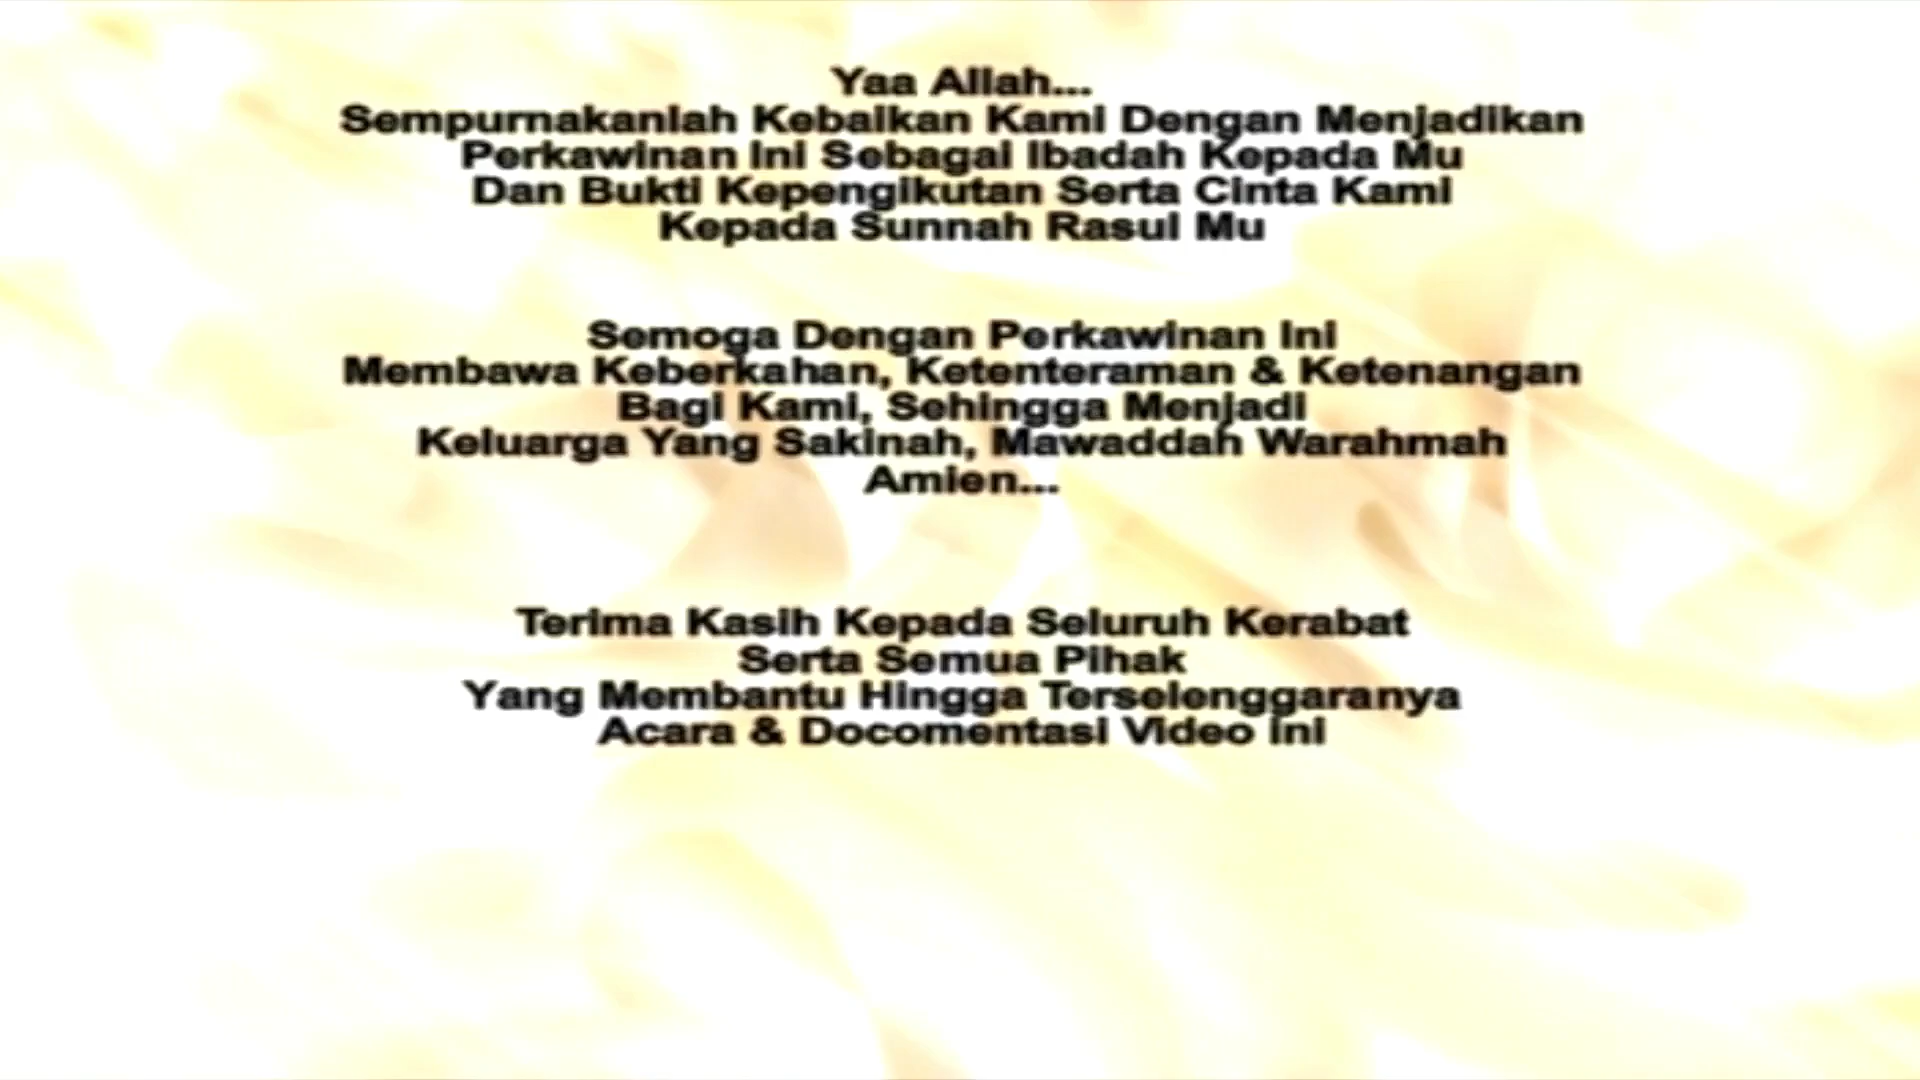 Yaa Allah...
Sempurnakanlah Kebaikan Kami Dengan Menjadikan
Perkawinan Ini Sebagai Ibadah Kepada Mu
Dan Bukti Kepengikutan Serta Cinta Kami
Kepada Sunnah Rasul Mu
Semoga Dengan Perkawinan Ini
Membawa Keberkahan, Ketenteraman & Ketenangan
Bagi Kami, Sehingga Menjadi
Keluarga Yang Sakinah, Mawaddah Warahmah
Amien...
Terima Kasih Kepada Seluruh Kerabat
Serta Semua Pihak
Yang Membantu Hingga Terselenggaranya
Acara & Docomentasi Video Ini